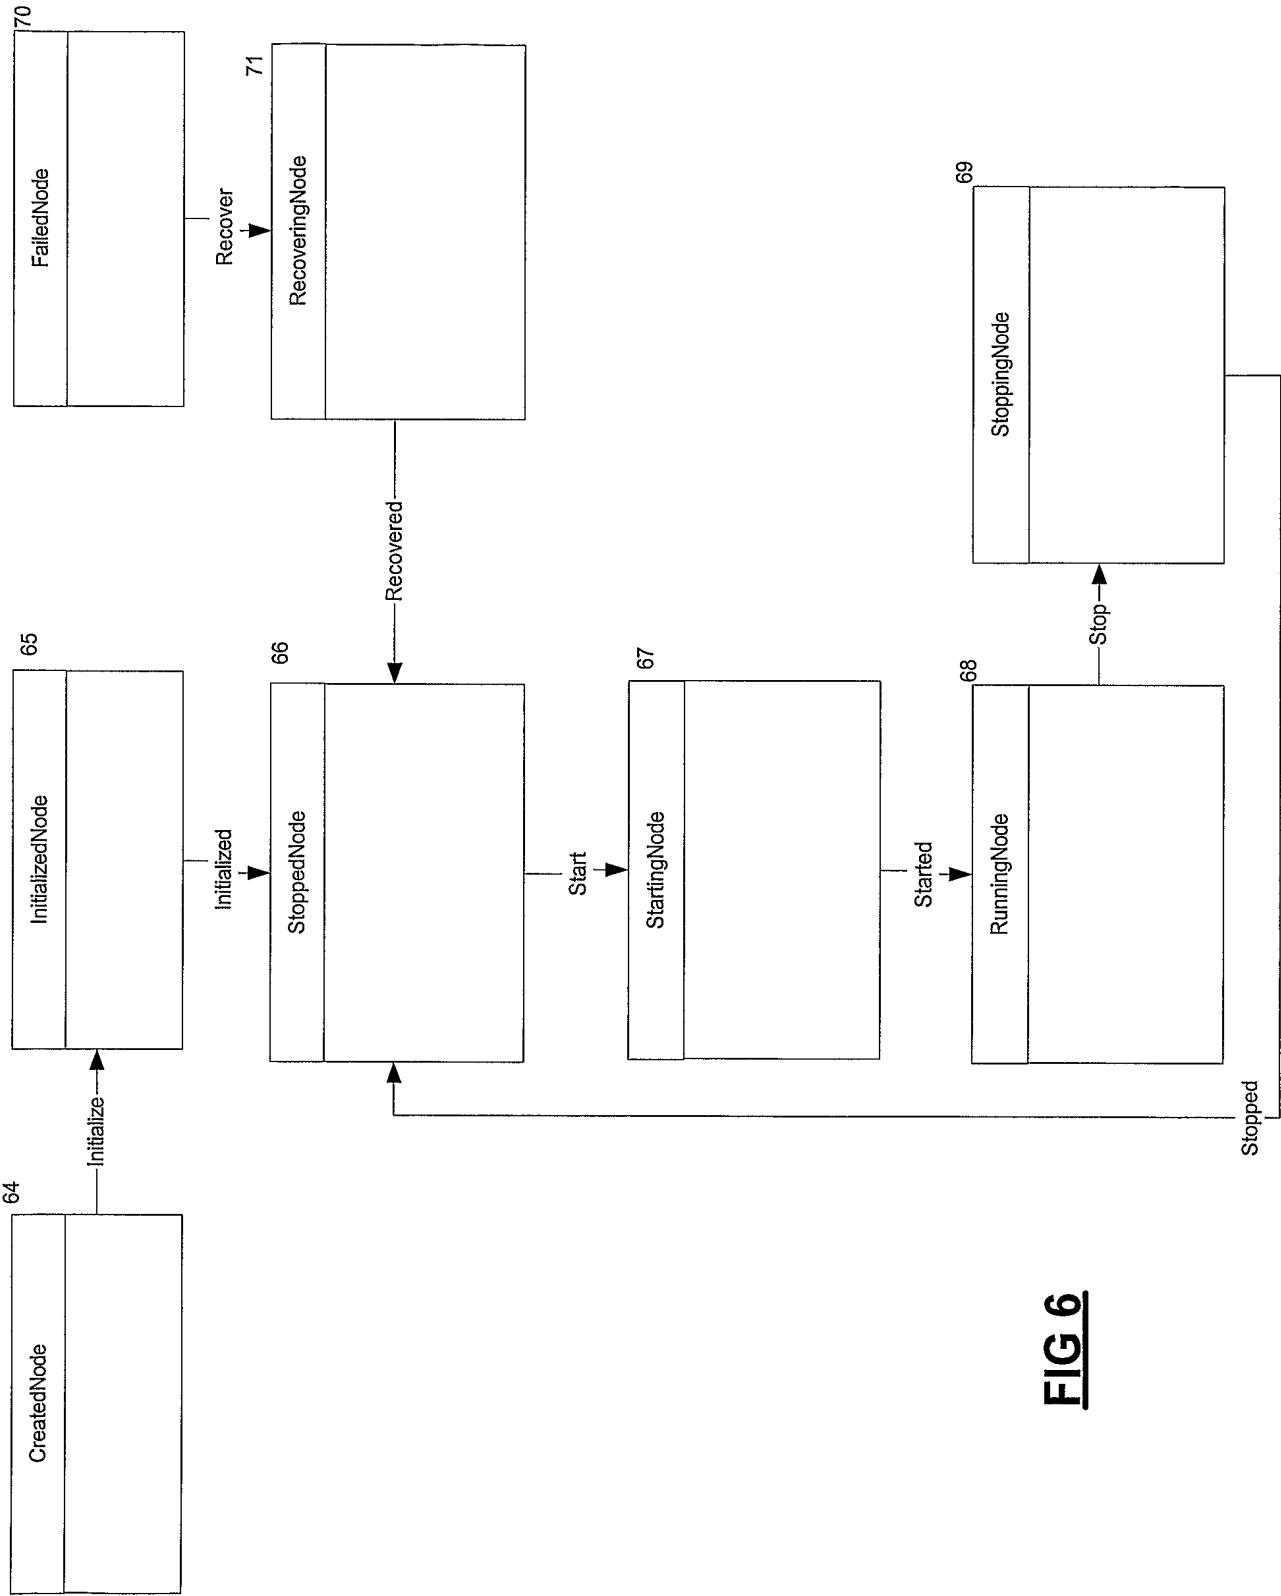 64
CreatedNode
Initialize
65
InitializedNode
Initialized
70
FailedNode
Recover
71
RecoveringNode
Recovered
66
StoppedNode
Start
67
StartingNode
Started
68
RunningNode
Stop
69
StoppingNode
Stopped
FIG 6